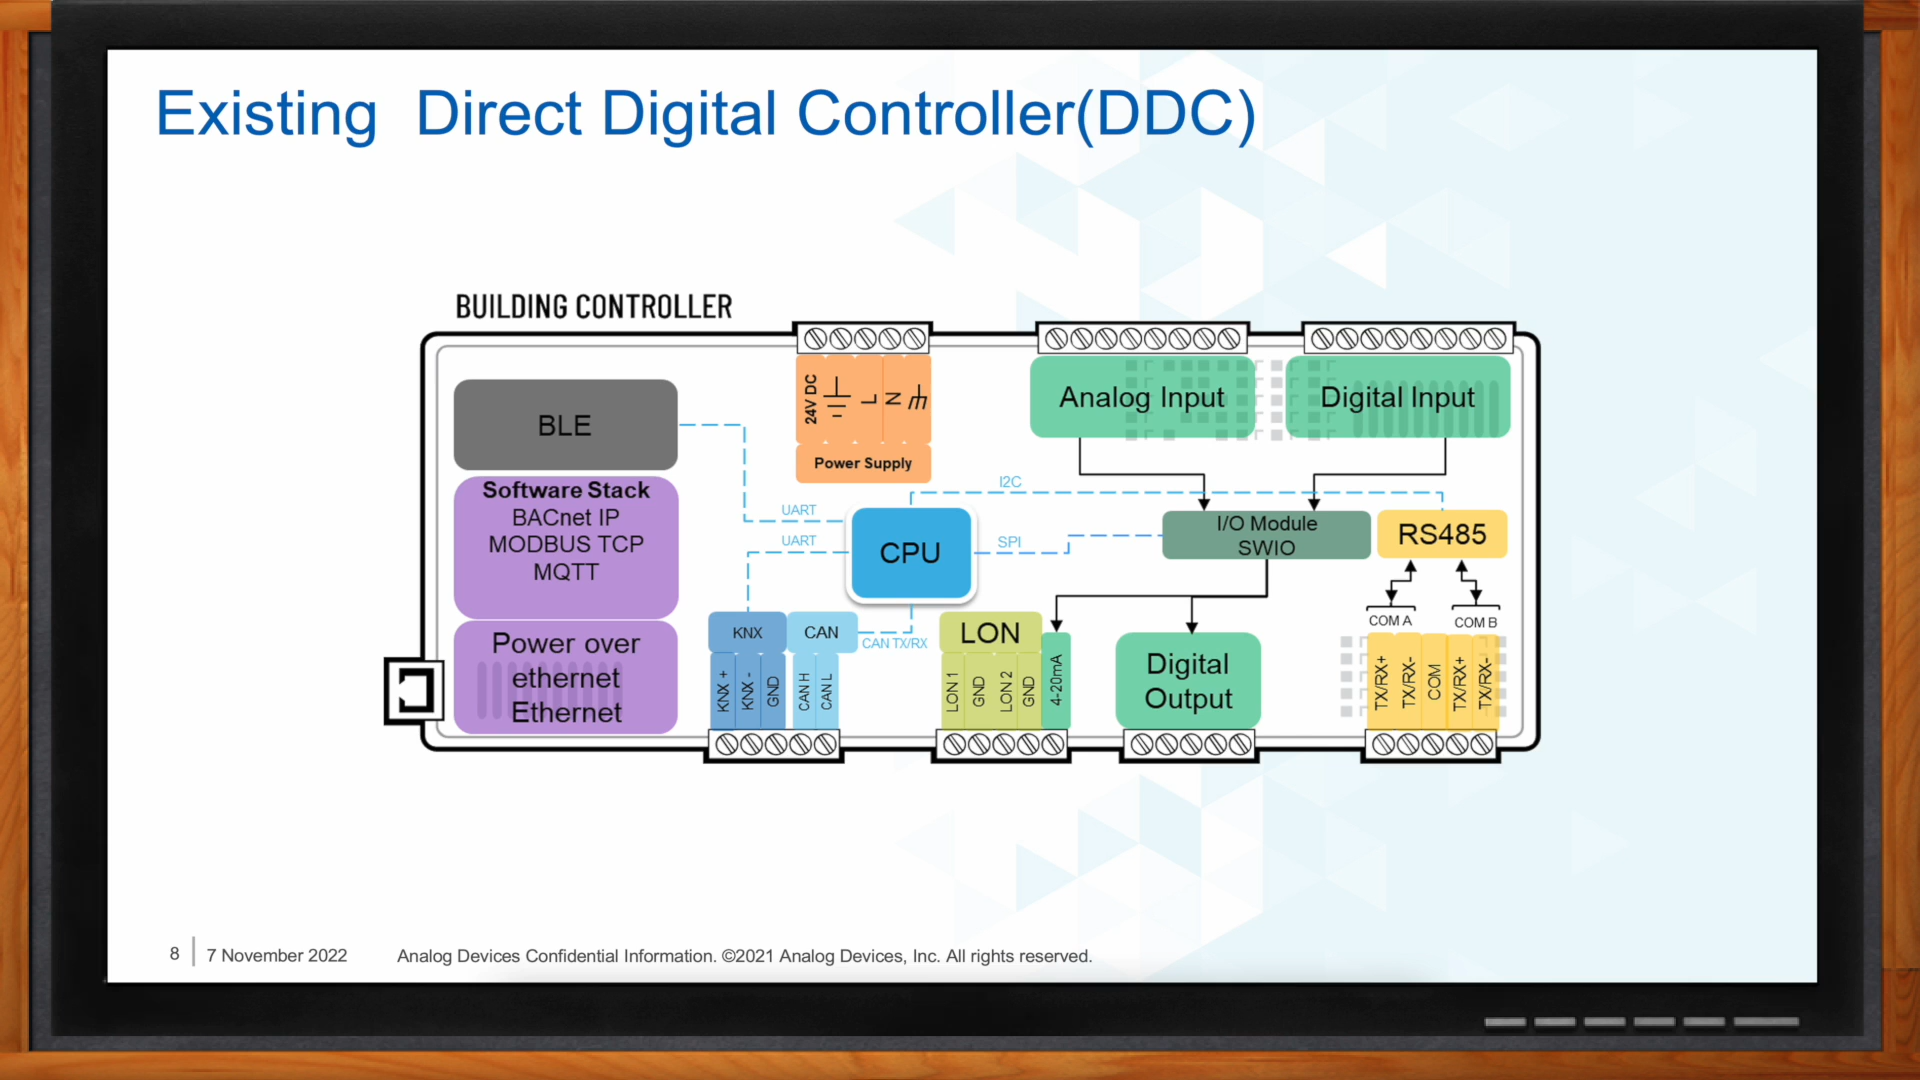 Existing  Direct Digital Controller(DDC)
BUILDING CONTROLLER
BLE
Software Stack
BACnet IP
MODBUS TCP
MQTT
Power over
ethernet
Ethernet
24V DC
L
N
Power Supply
Analog Input
Digital Input
I2C
UART
UART
CPU
SPI
I/O Module
SWIO
RS485
KNX
CAN
CAN TX/RX
KNX +
KNX -
GND
CAN H
CAN L
LON
LON 1
GND
LON 2
GND
4-20mA
Digital
Output
COM A
COM B
TX/RX+
TX/RX-
COM
TX/RX+
TX/RX-
8
7 November 2022
Analog Devices Confidential Information. ©2021 Analog Devices, Inc. All rights reserved.